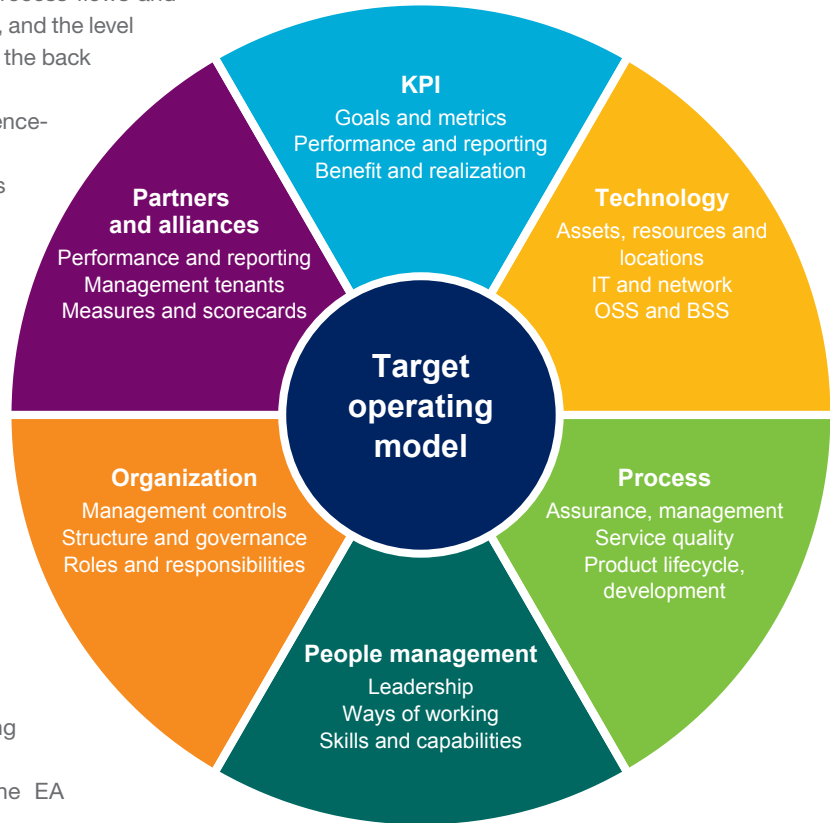 , and the level
the back
ence-
KPI
Goals and metrics
Performance and reporting
Benefit and realization
Technology
Assets, resources and
locations
IT and network
OSS and BSS
Process
Assurance, management
Service quality
Product lifecycle,
development
People management
Leadership
Ways of working
Skills and capabilities
Organization
Management controls
Structure and governance
Roles and responsibilities
Partners
and alliances
Performance and reporting
Management tenants
Measures and scorecards
Target
operating
model
EA